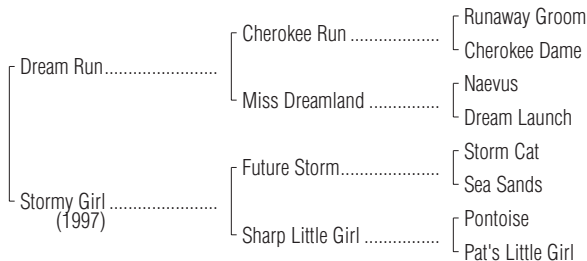 Runaway Groom
Cherokee Run ....................
Cherokee Dame
Dream Run.........................
Naevus
Miss Dreamland ................
Dream Launch
Storm Cat
Future Storm......................
Sea Sands
Stormy Girl ........................
(1997)
Pontoise
Sharp Little Girl .................
Pat's Little Girl